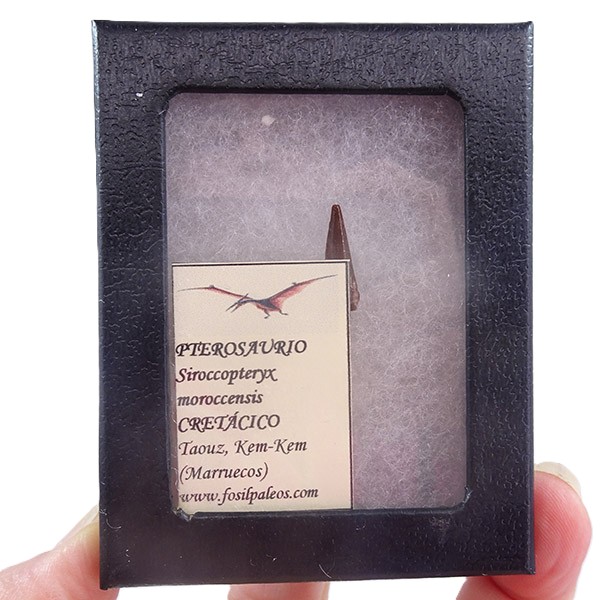 PTEROSAURIO
Siroccopteryx
moroccensis
CRETÁCICO
Taouz, Kem-Kem
(Marruecos)
www.fosilpaleos.com